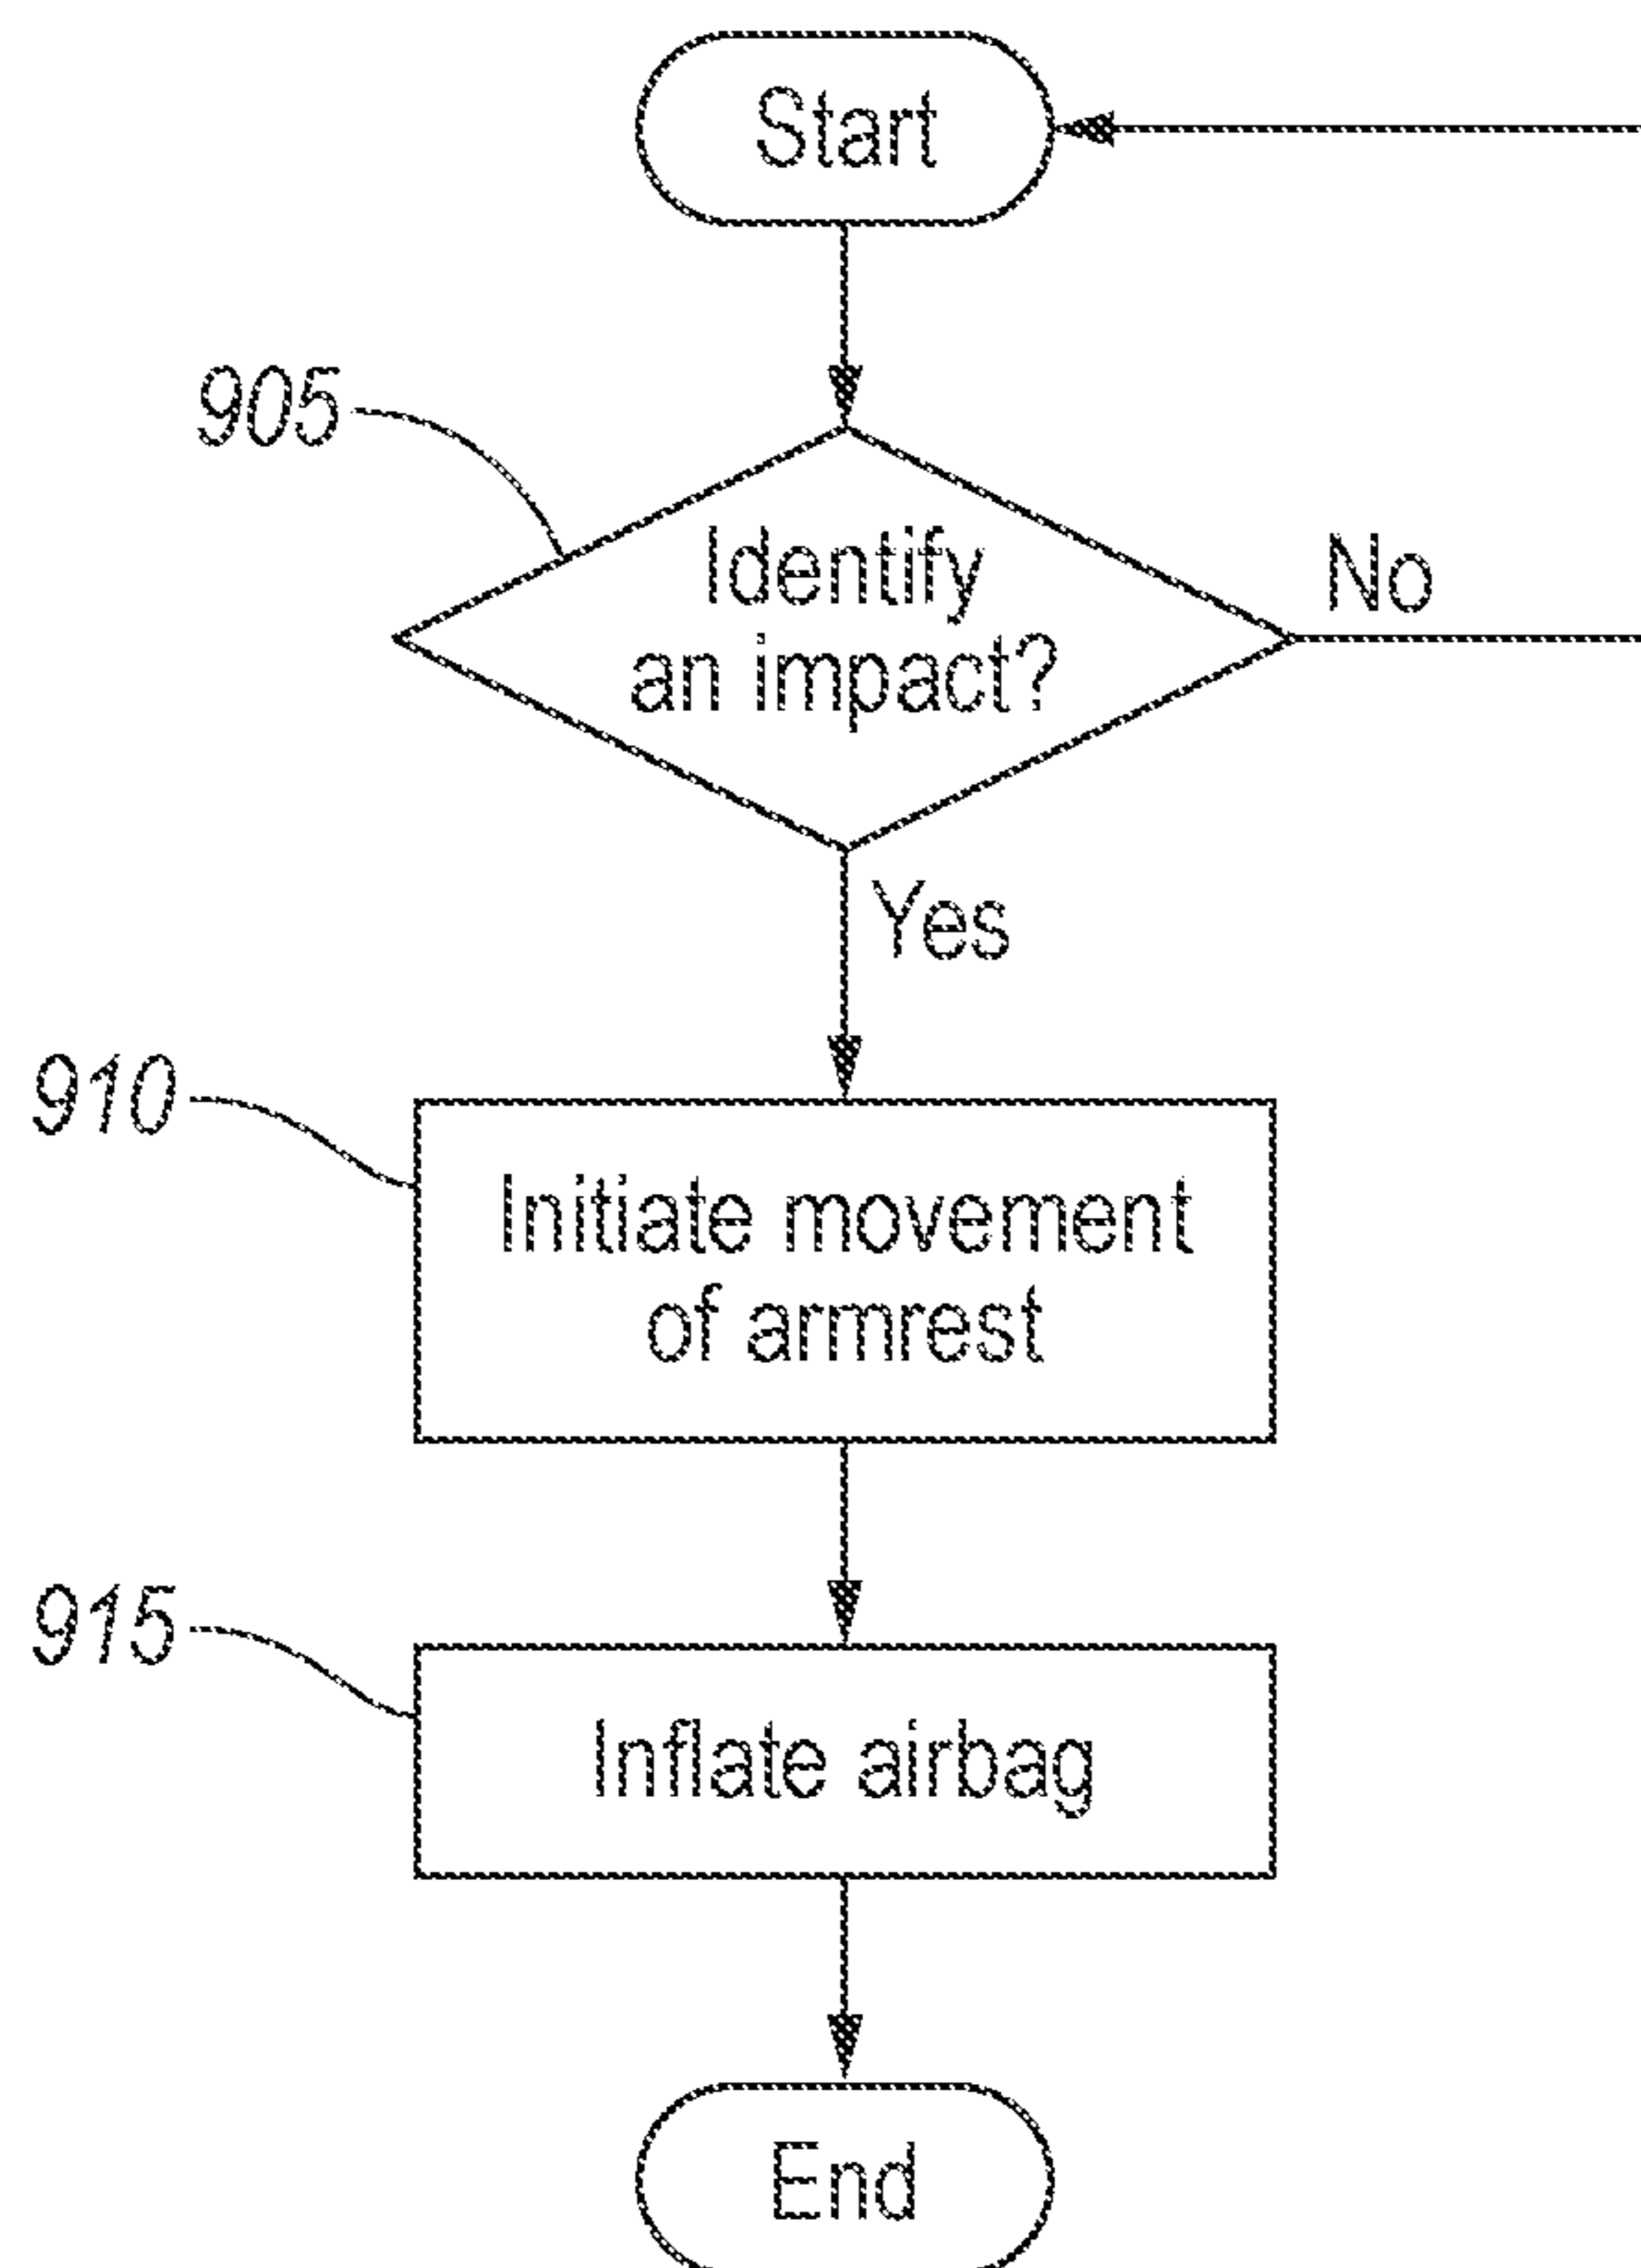 Start
905
Identify
an impact?
No
Yes
910
Initiate movement
of armrest
915
Inflate airbag
End